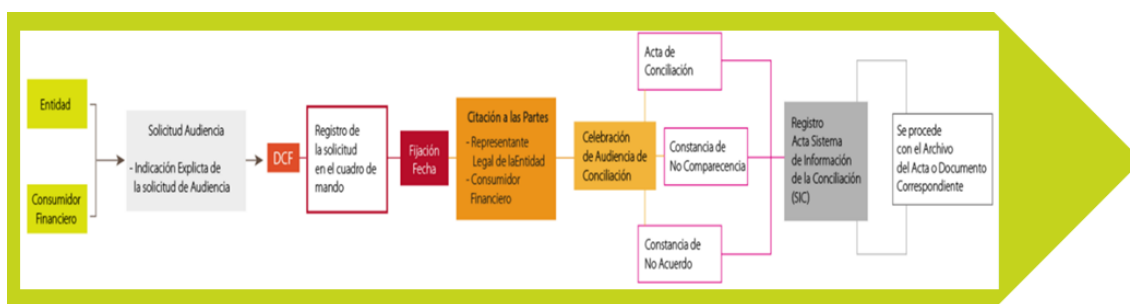 Entidad
Consumidor
Financiero
Solicitud Audiencia
- Indicación Explicta de
la solicitud de Audiencia
DCF
Registro de
la solicitud
en el cuadro de
mando
Fijación
Fecha
Citación a las Partes
- Representante
Legal de laEntidad
- Consumidor
Financiero
Celebración
de Audiencia de
Conciliación
Acta de
Conciliación
Constancia de
No Comparecencia
Constancia de
No Acuerdo
Registro
Acta Sistema
de Información
de la Conciliación
(SIC)
Se procede
con el Archivo
del Acta o Documento
Correspondiente